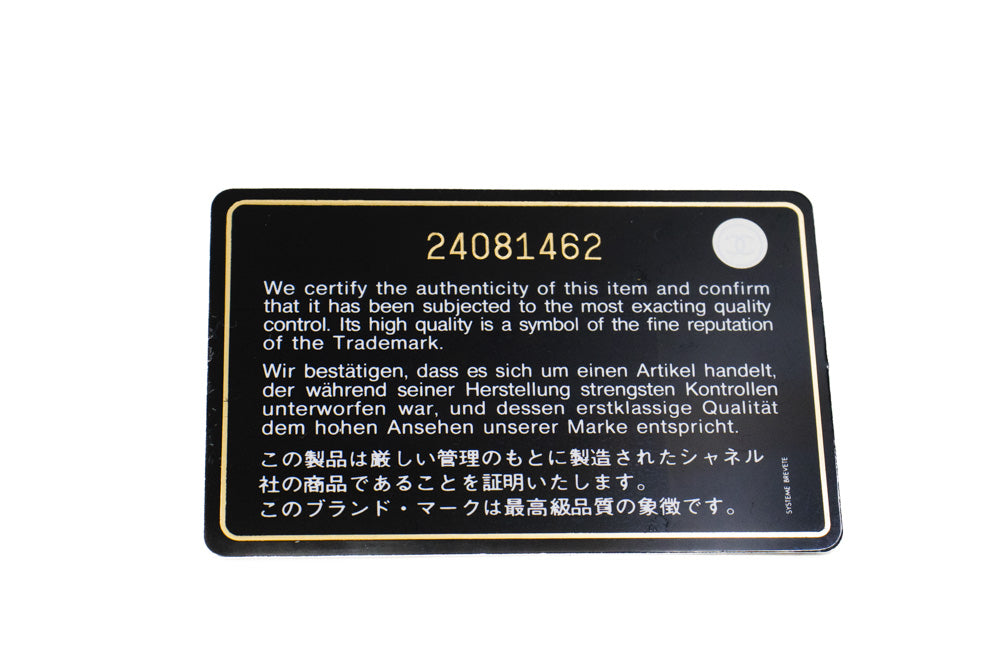 24081462
We certify the authenticity of this item and confirm
that it has been subjected to the most exacting quality
control. Its high quality is a symbol of the fine reputation
of the Trademark.
Wir bestätigen, dass es sich um einen Artikel handelt,
der während seiner Herstellung strengsten Kontrollen
unterworfen war, und dessen erstklassige Qualität
dem hohen Ansehen unserer Marke entspricht.
この製品は厳しい管理のもとに製造されたシャネル
社の商品であることを証明いたします。
このブランド・マークは最高級品質の象徴です。
SYSTEME BREVETE